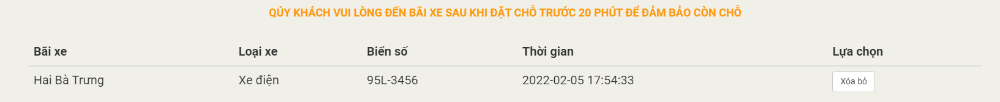 QÚY KHÁCH VUI LÒNG ĐẾN BÃI XE SAU KHI ĐẶT CHỖ TRƯỚC 20 PHÚT ĐỂ ĐẢM BẢO CÒN CHỖ
Bãi xe Loại xe Biển số Thời gian Lựa chọn
Hai Bà Trưng Xe điện 95L-3456 2022-02-05 17:54:33 Xóa bỏ